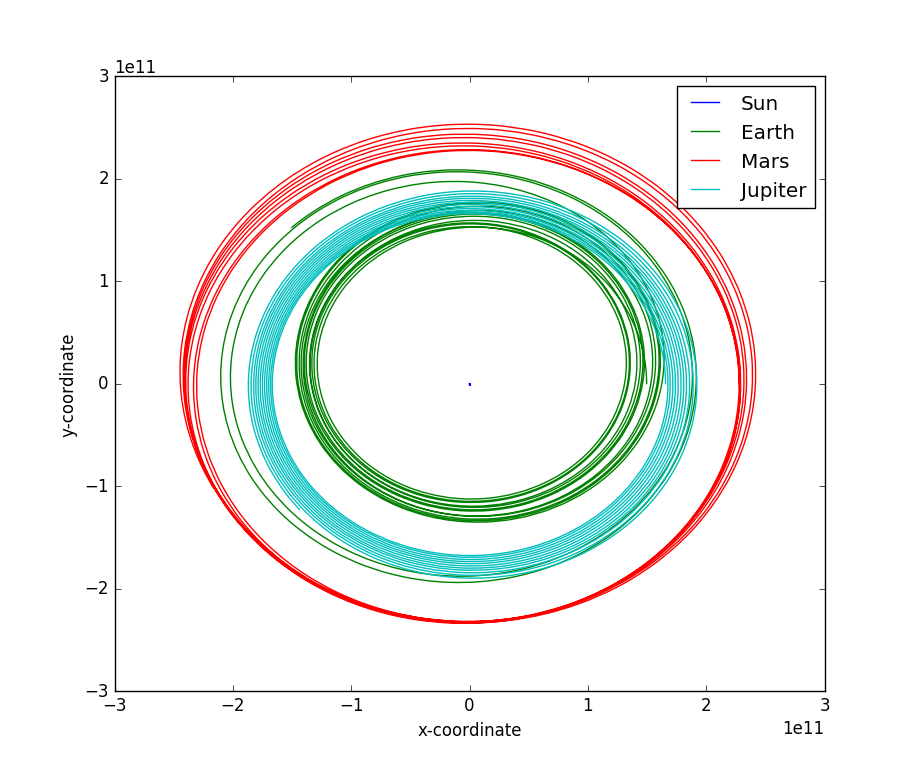 1e11
3
2
1
0
−1
−2
−3
−3
−2
−1
0
1
2
3
1e11
x-coordinate
y-coordinate
Sun
Earth
Mars
Jupiter